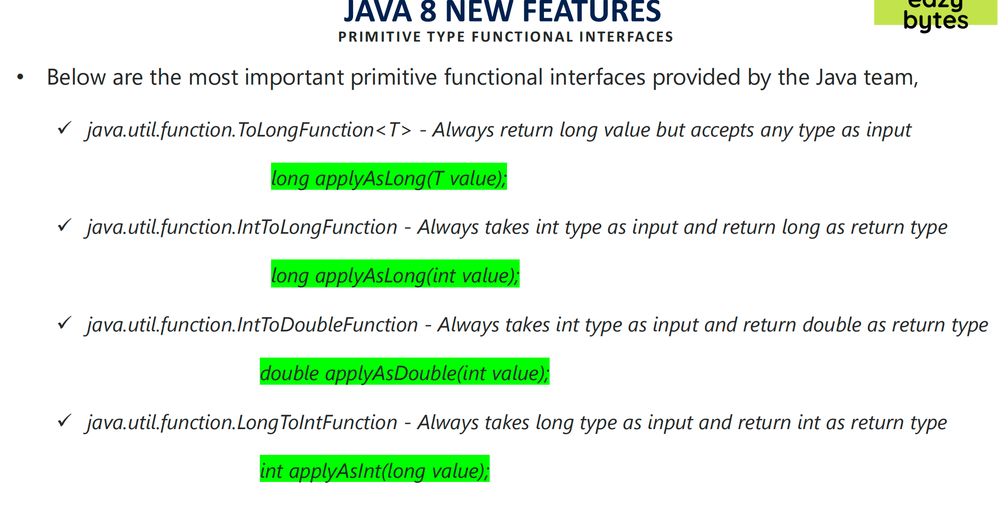 JAVA 8 NEW FEATURES
eazy
bytes
PRIMITIVE TYPE FUNCTIONAL INTERFACES
• Below are the most important primitive functional interfaces provided by the Java team,
✓ java.util.function.ToLongFunction<T> - Always return long value but accepts any type as input
long applyAsLong(T value);
✓ java.util.function.IntToLongFunction - Always takes int type as input and return long as return type
long applyAsLong(int value);
✓ java.util.function.IntToDoubleFunction - Always takes int type as input and return double as return type
double applyAsDouble(int value);
✓ java.util.function.LongToIntFunction - Always takes long type as input and return int as return type
int applyAsInt(long value);